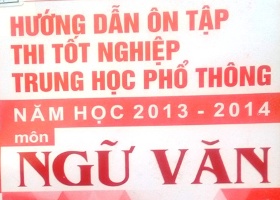 HƯỚNG DẪN ÔN TẬP
THI TỐT NGHIỆP
TRUNG HỌC PHỔ THÔNG
NĂM HỌC 2013 - 2014
môn
NGỮ VĂN